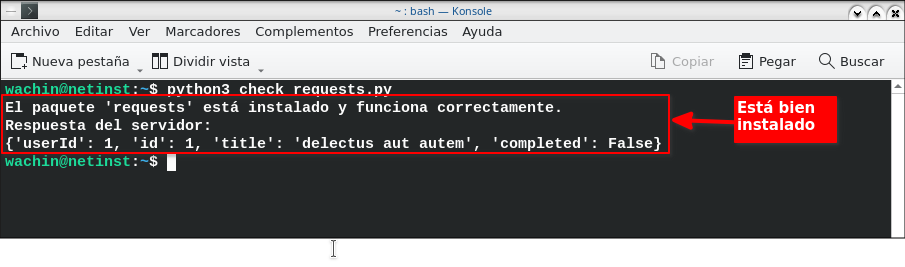 ~ : bash — Konsole
Archivo Editar Ver Marcadores Complementos Preferencias Ayuda
Nueva pestaña Dividir vista Copiar Pegar Buscar
wachin@netinst:~$ python3 check_requests.py
El paquete 'requests' está instalado y funciona correctamente.
Respuesta del servidor:
{'userId': 1, 'id': 1, 'title': 'delectus aut autem', 'completed': False}
wachin@netinst:~$
Está bien
instalado